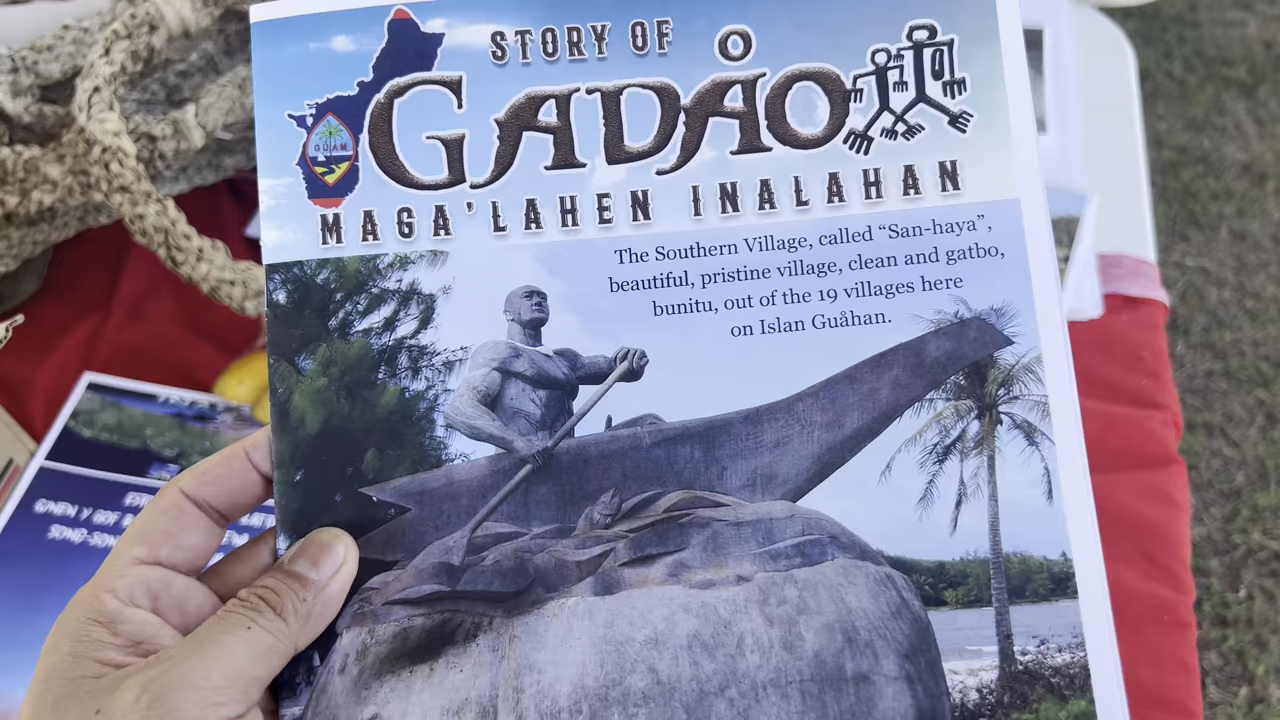 STORY OF
GADÅO
MAGA'LAHEN INALAHAN
GUAM
The Southern Village, called “San-haya”,
beautiful, pristine village, clean and gatbo,
bunitu, out of the 19 villages here
on Islan Guåhan.